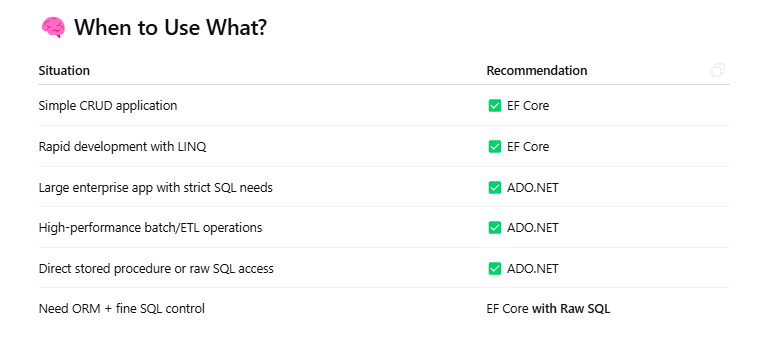 When to Use What?
Situation Recommendation
Simple CRUD application EF Core
Rapid development with LINQ EF Core
Large enterprise app with strict SQL needs ADO.NET
High-performance batch/ETL operations ADO.NET
Direct stored procedure or raw SQL access ADO.NET
Need ORM + fine SQL control EF Core with Raw SQL